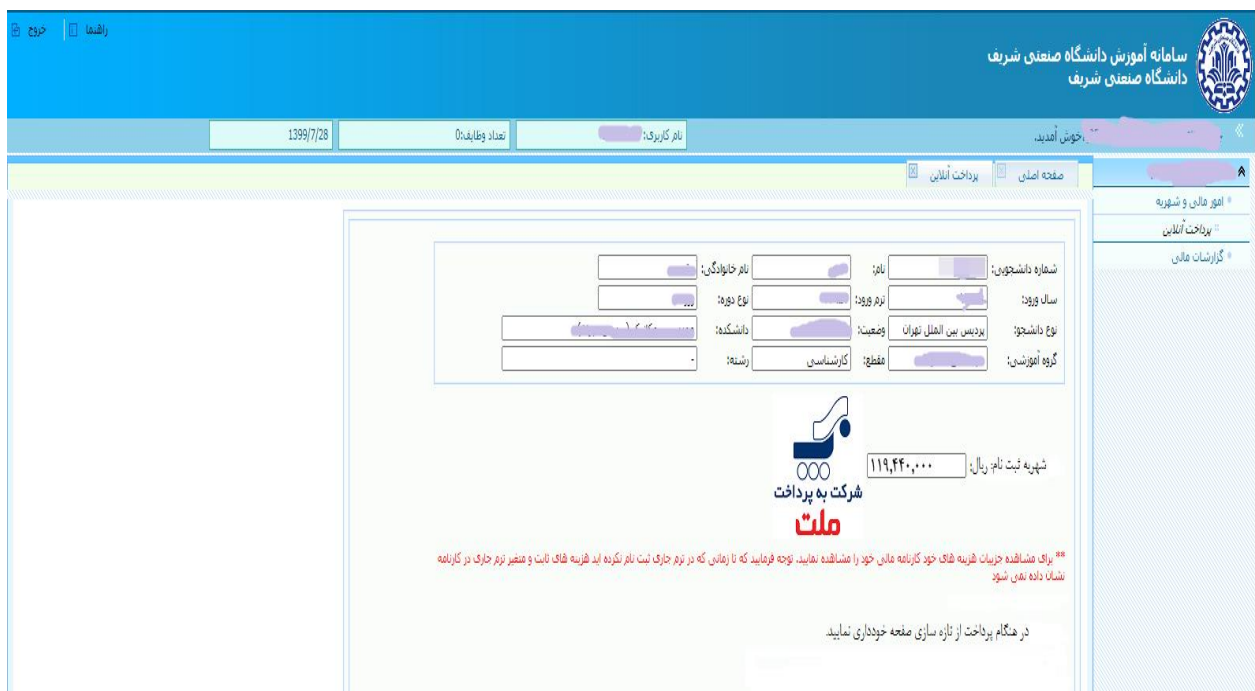 راهنما
خروج
سامانه آموزش دانشگاه صنعتی شریف
دانشگاه صنعتی شریف
خوش آمدید،
نام کاربری:
تعداد وظایف:0
1399/7/28
صفحه اصلی
پرداخت آنلاین
امور مالی و شهریه
پرداخت آنلاین
گزارشات مالی
شماره دانشجویی: نام: نام خانوادگی:
سال ورود: ترم ورود: نوع دوره:
نوع دانشجو: پردیس بین الملل تهران وضعیت: دانشکده:
گروه آموزشی: مقطع: کارشناسی رشته: -
شهریه ثبت نام: ریال: ۱۱۹,۴۴۰,۰۰۰
شرکت به پرداخت
ملت
** برای مشاهده جزییات هزینه های خود کارنامه مالی خود را مشاهده نمایید، توجه فرمایید که تا زمانی که در ترم جاری ثبت نام نکرده اید هزینه های ثابت و متغیر ترم جاری در کارنامه
نشان داده نمی شود
در هنگام پرداخت از تازه سازی صفحه خودداری نمایید.